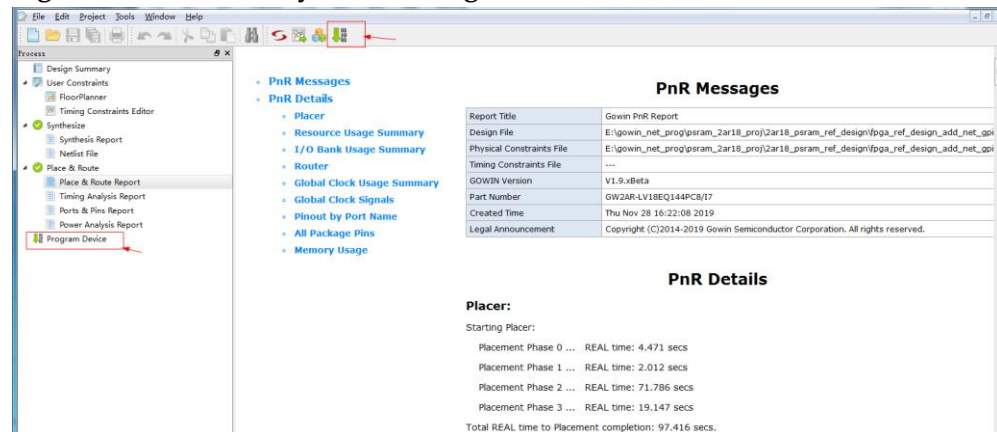 File Edit Project Tools Window Help
Process
Design Summary
User Constraints
FloorPlanner
Timing Constraints Editor
Synthesize
Synthesis Report
Netlist File
Place & Route
Place & Route Report
Timing Analysis Report
Ports & Pins Report
Power Analysis Report
Program Device
PnR Messages
PnR Details
Placer
Resource Usage Summary
I/O Bank Usage Summary
Router
Global Clock Usage Summary
Global Clock Signals
Pinout by Port Name
All Package Pins
Memory Usage
PnR Messages
Report Title Gowin PnR Report
Design File E:\gowin_net_prog\psram_2ar18_proj\2ar18_psram_ref_design\fpga_ref_design_add_net_gpi
Physical Constraints File E:\gowin_net_prog\psram_2ar18_proj\2ar18_psram_ref_design\fpga_ref_design_add_net_gpi
Timing Constraints File ---
GOWIN Version V1.9.xBeta
Part Number GW2AR-LV18EQ144PC8/I7
Created Time Thu Nov 28 16:22:08 2019
Legal Announcement Copyright (C)2014-2019 Gowin Semiconductor Corporation. All rights reserved.
PnR Details
Placer:
Starting Placer:
Placement Phase 0 ... REAL time: 4.471 secs
Placement Phase 1 ... REAL time: 2.012 secs
Placement Phase 2 ... REAL time: 71.786 secs
Placement Phase 3 ... REAL time: 19.147 secs
Total REAL time to Placement completion: 97.416 secs.